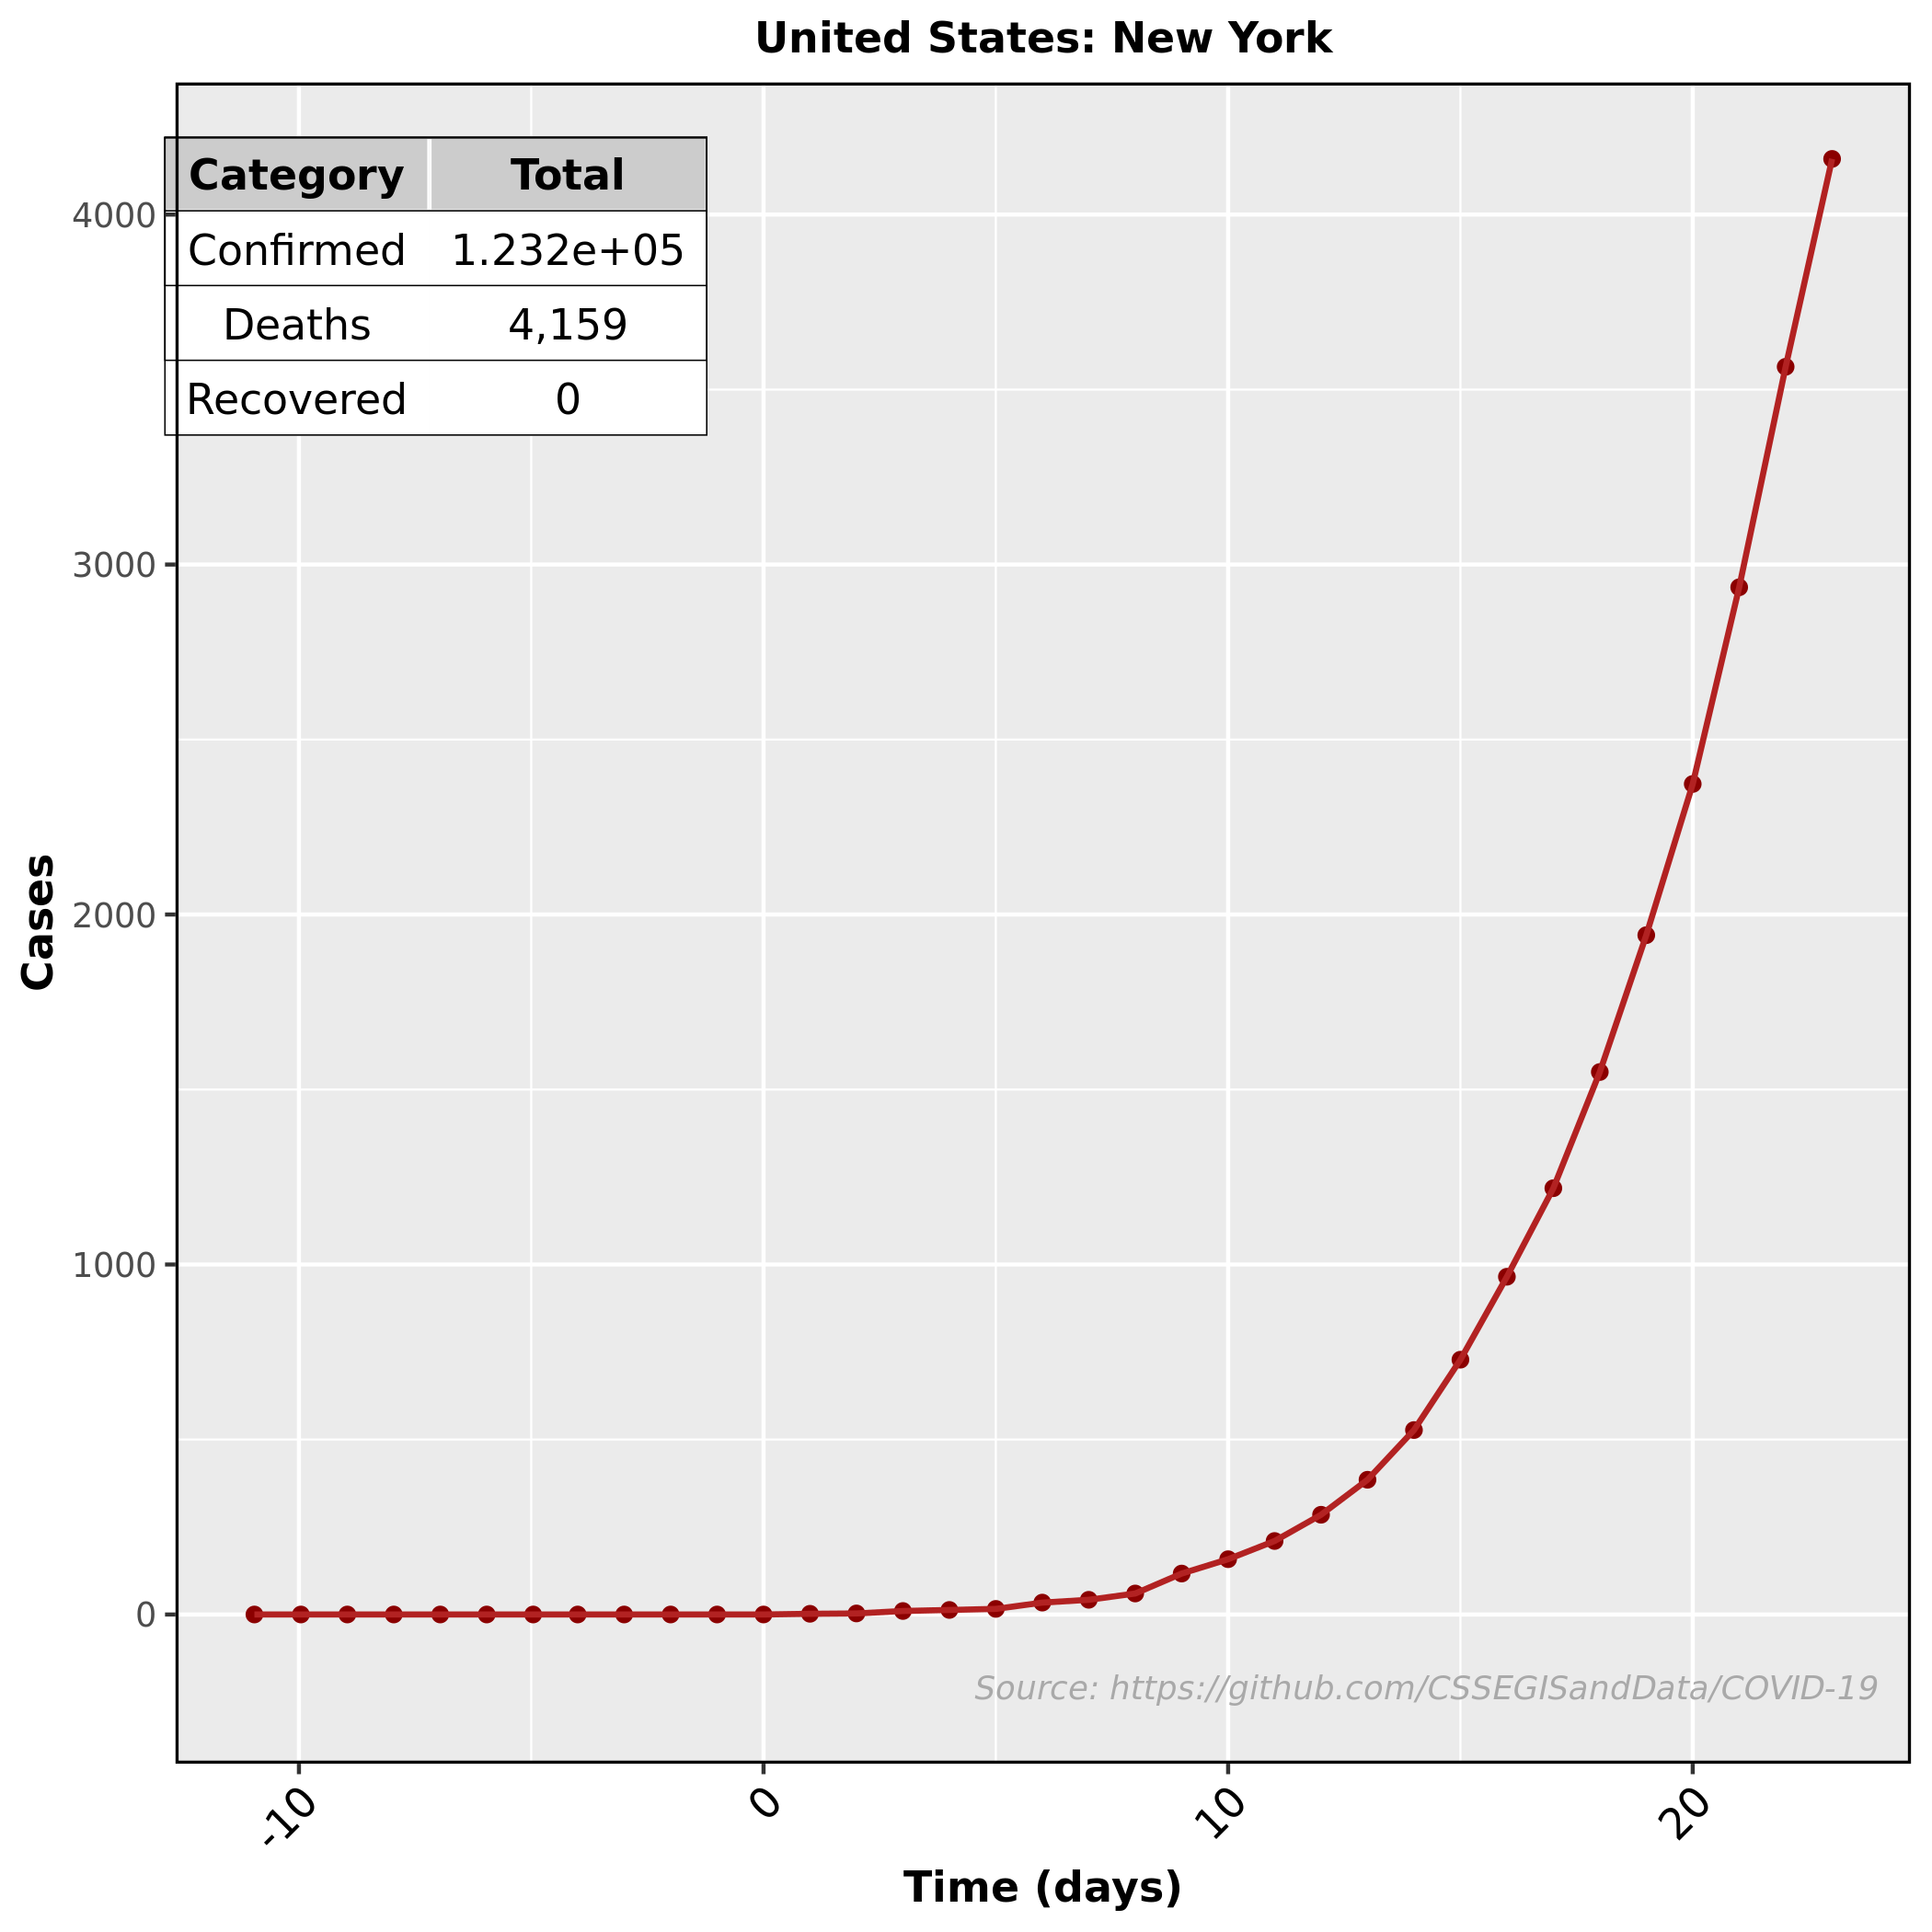 United States: New York
Category Total
Confirmed 1.232e+05
Deaths 4,159
Recovered 0
4000
3000
2000
1000
0
Cases
Source: https://github.com/CSSEGISandData/COVID-19
-10 0 10 20
Time (days)